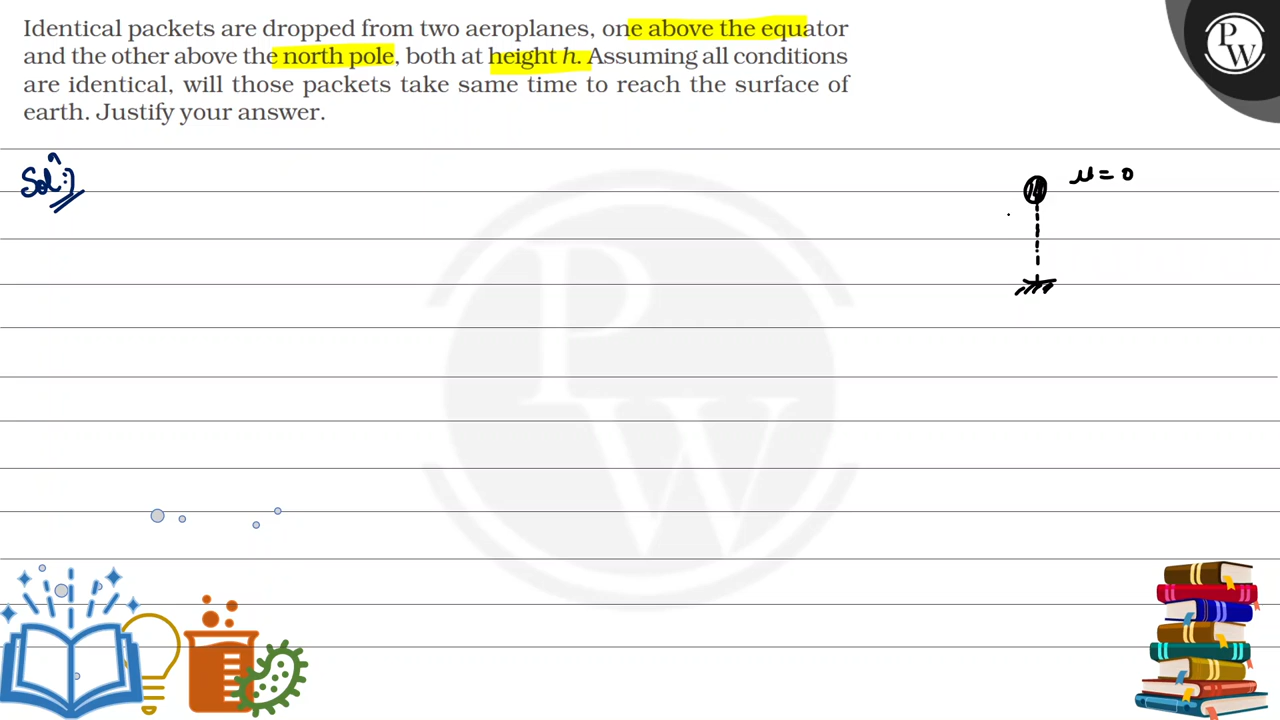 Identical packets are dropped from two aeroplanes, one above the equator
and the other above the north pole, both at height h. Assuming all conditions
are identical, will those packets take same time to reach the surface of
earth. Justify your answer.
Solⁿ:)
u = 0
P
W
P
W